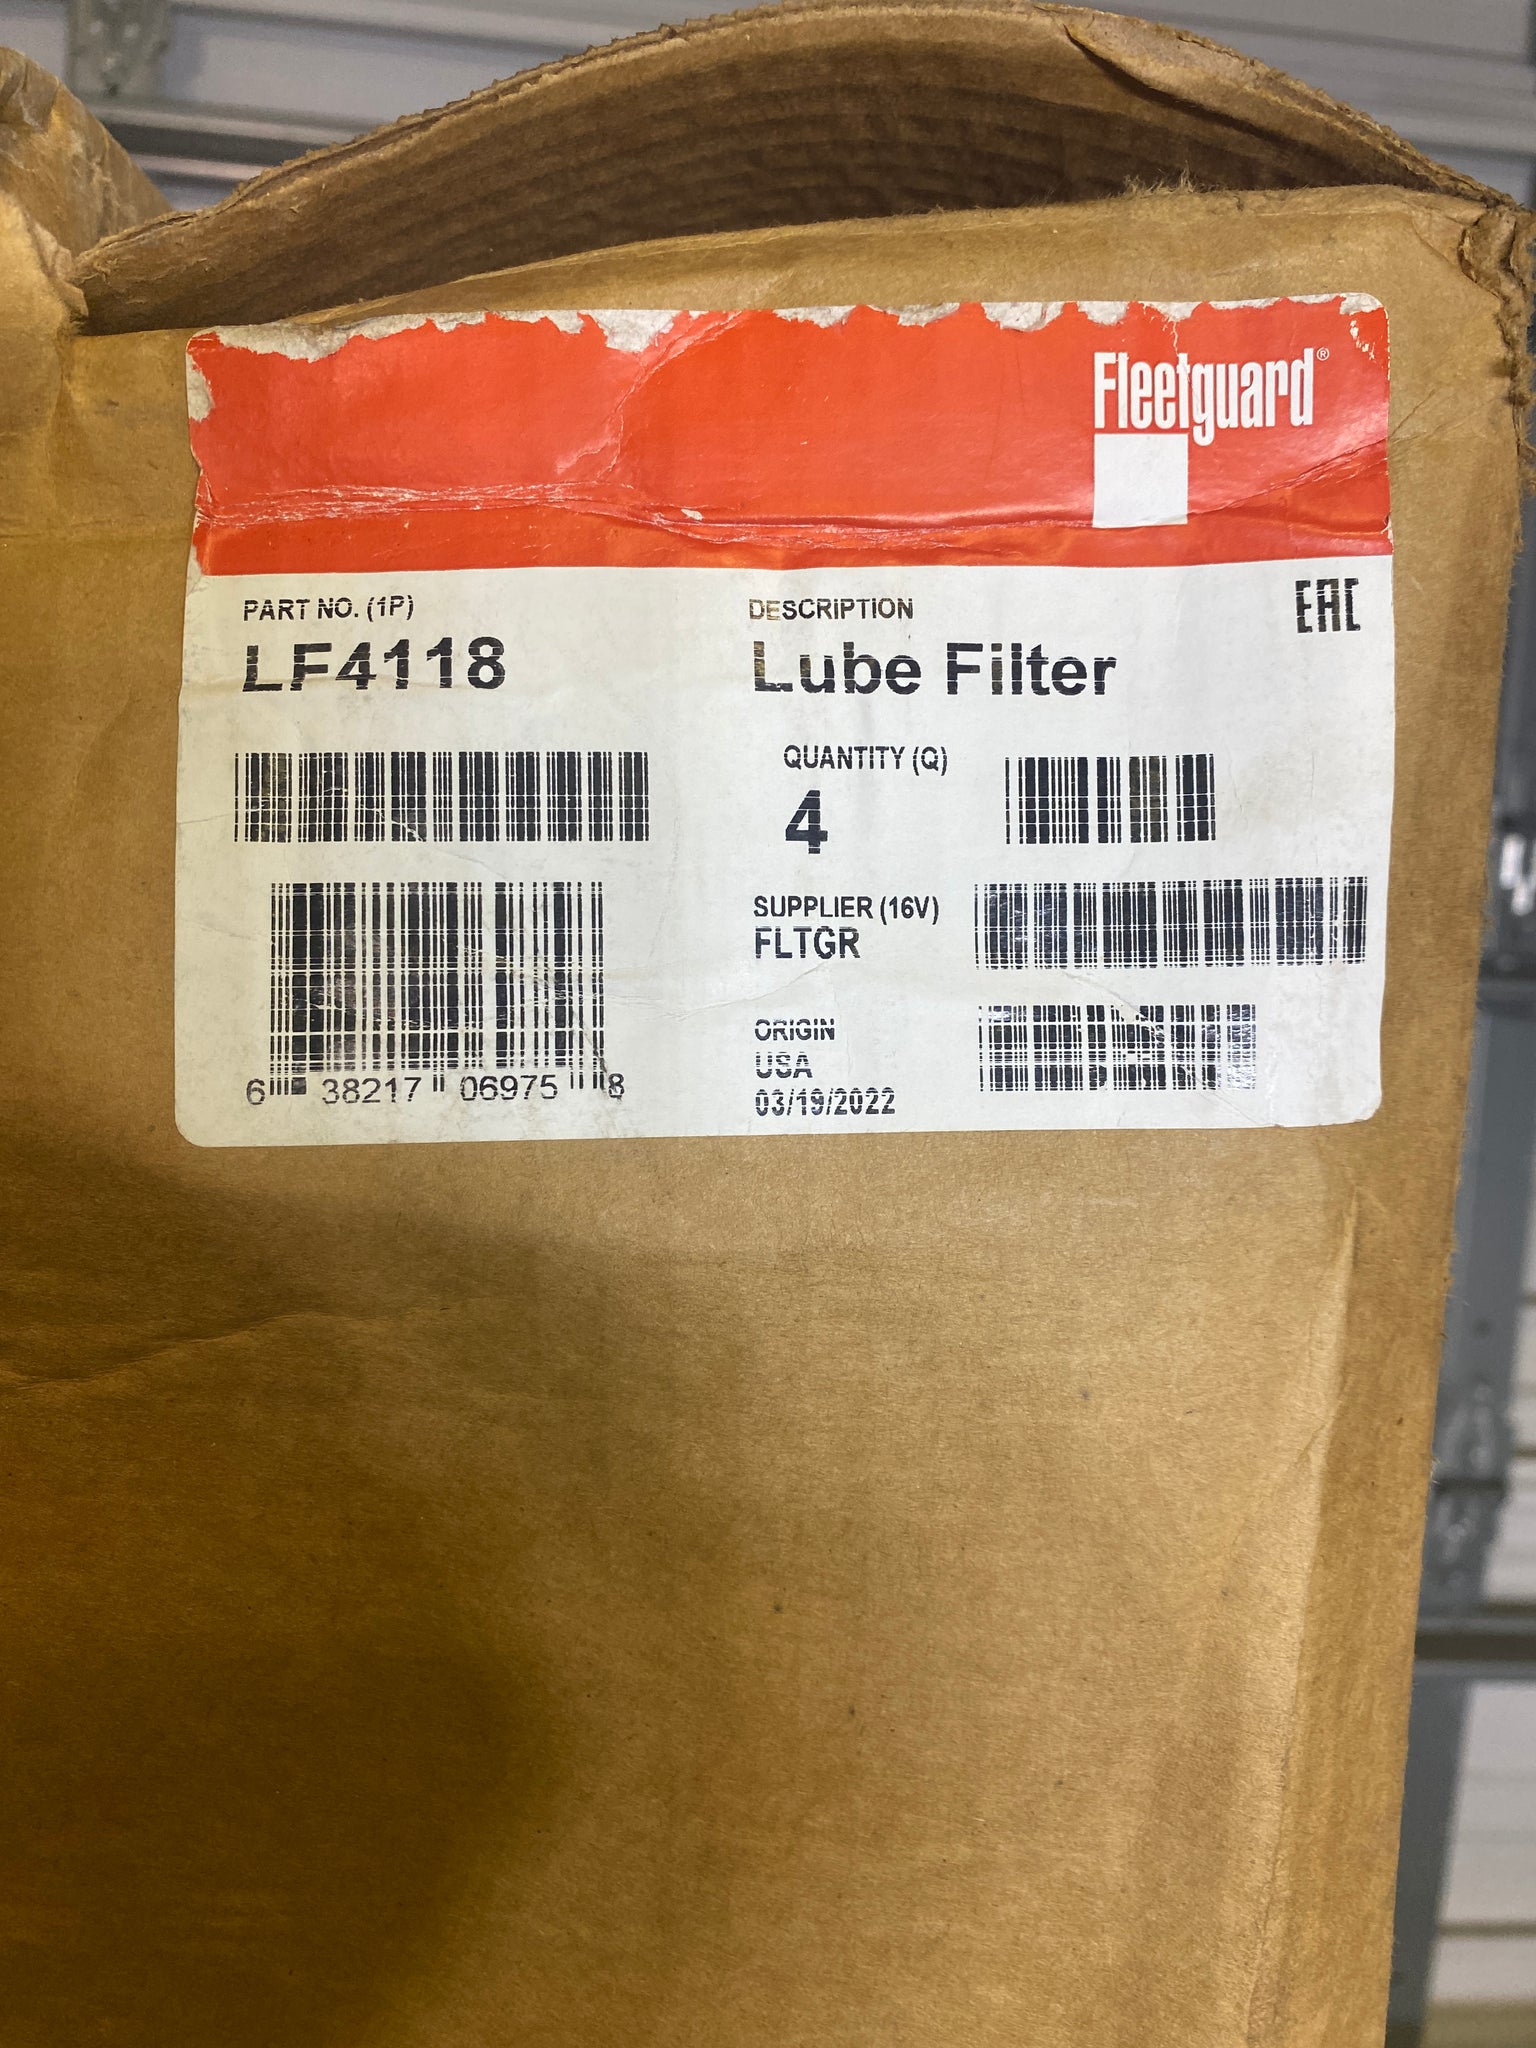 Fleetguard®
PART NO. (1P)
LF4118
DESCRIPTION
Lube Filter
EAC
QUANTITY (Q)
4
SUPPLIER (16V)
FLTGR
ORIGIN
USA
03/19/2022
6 38217 06975 8